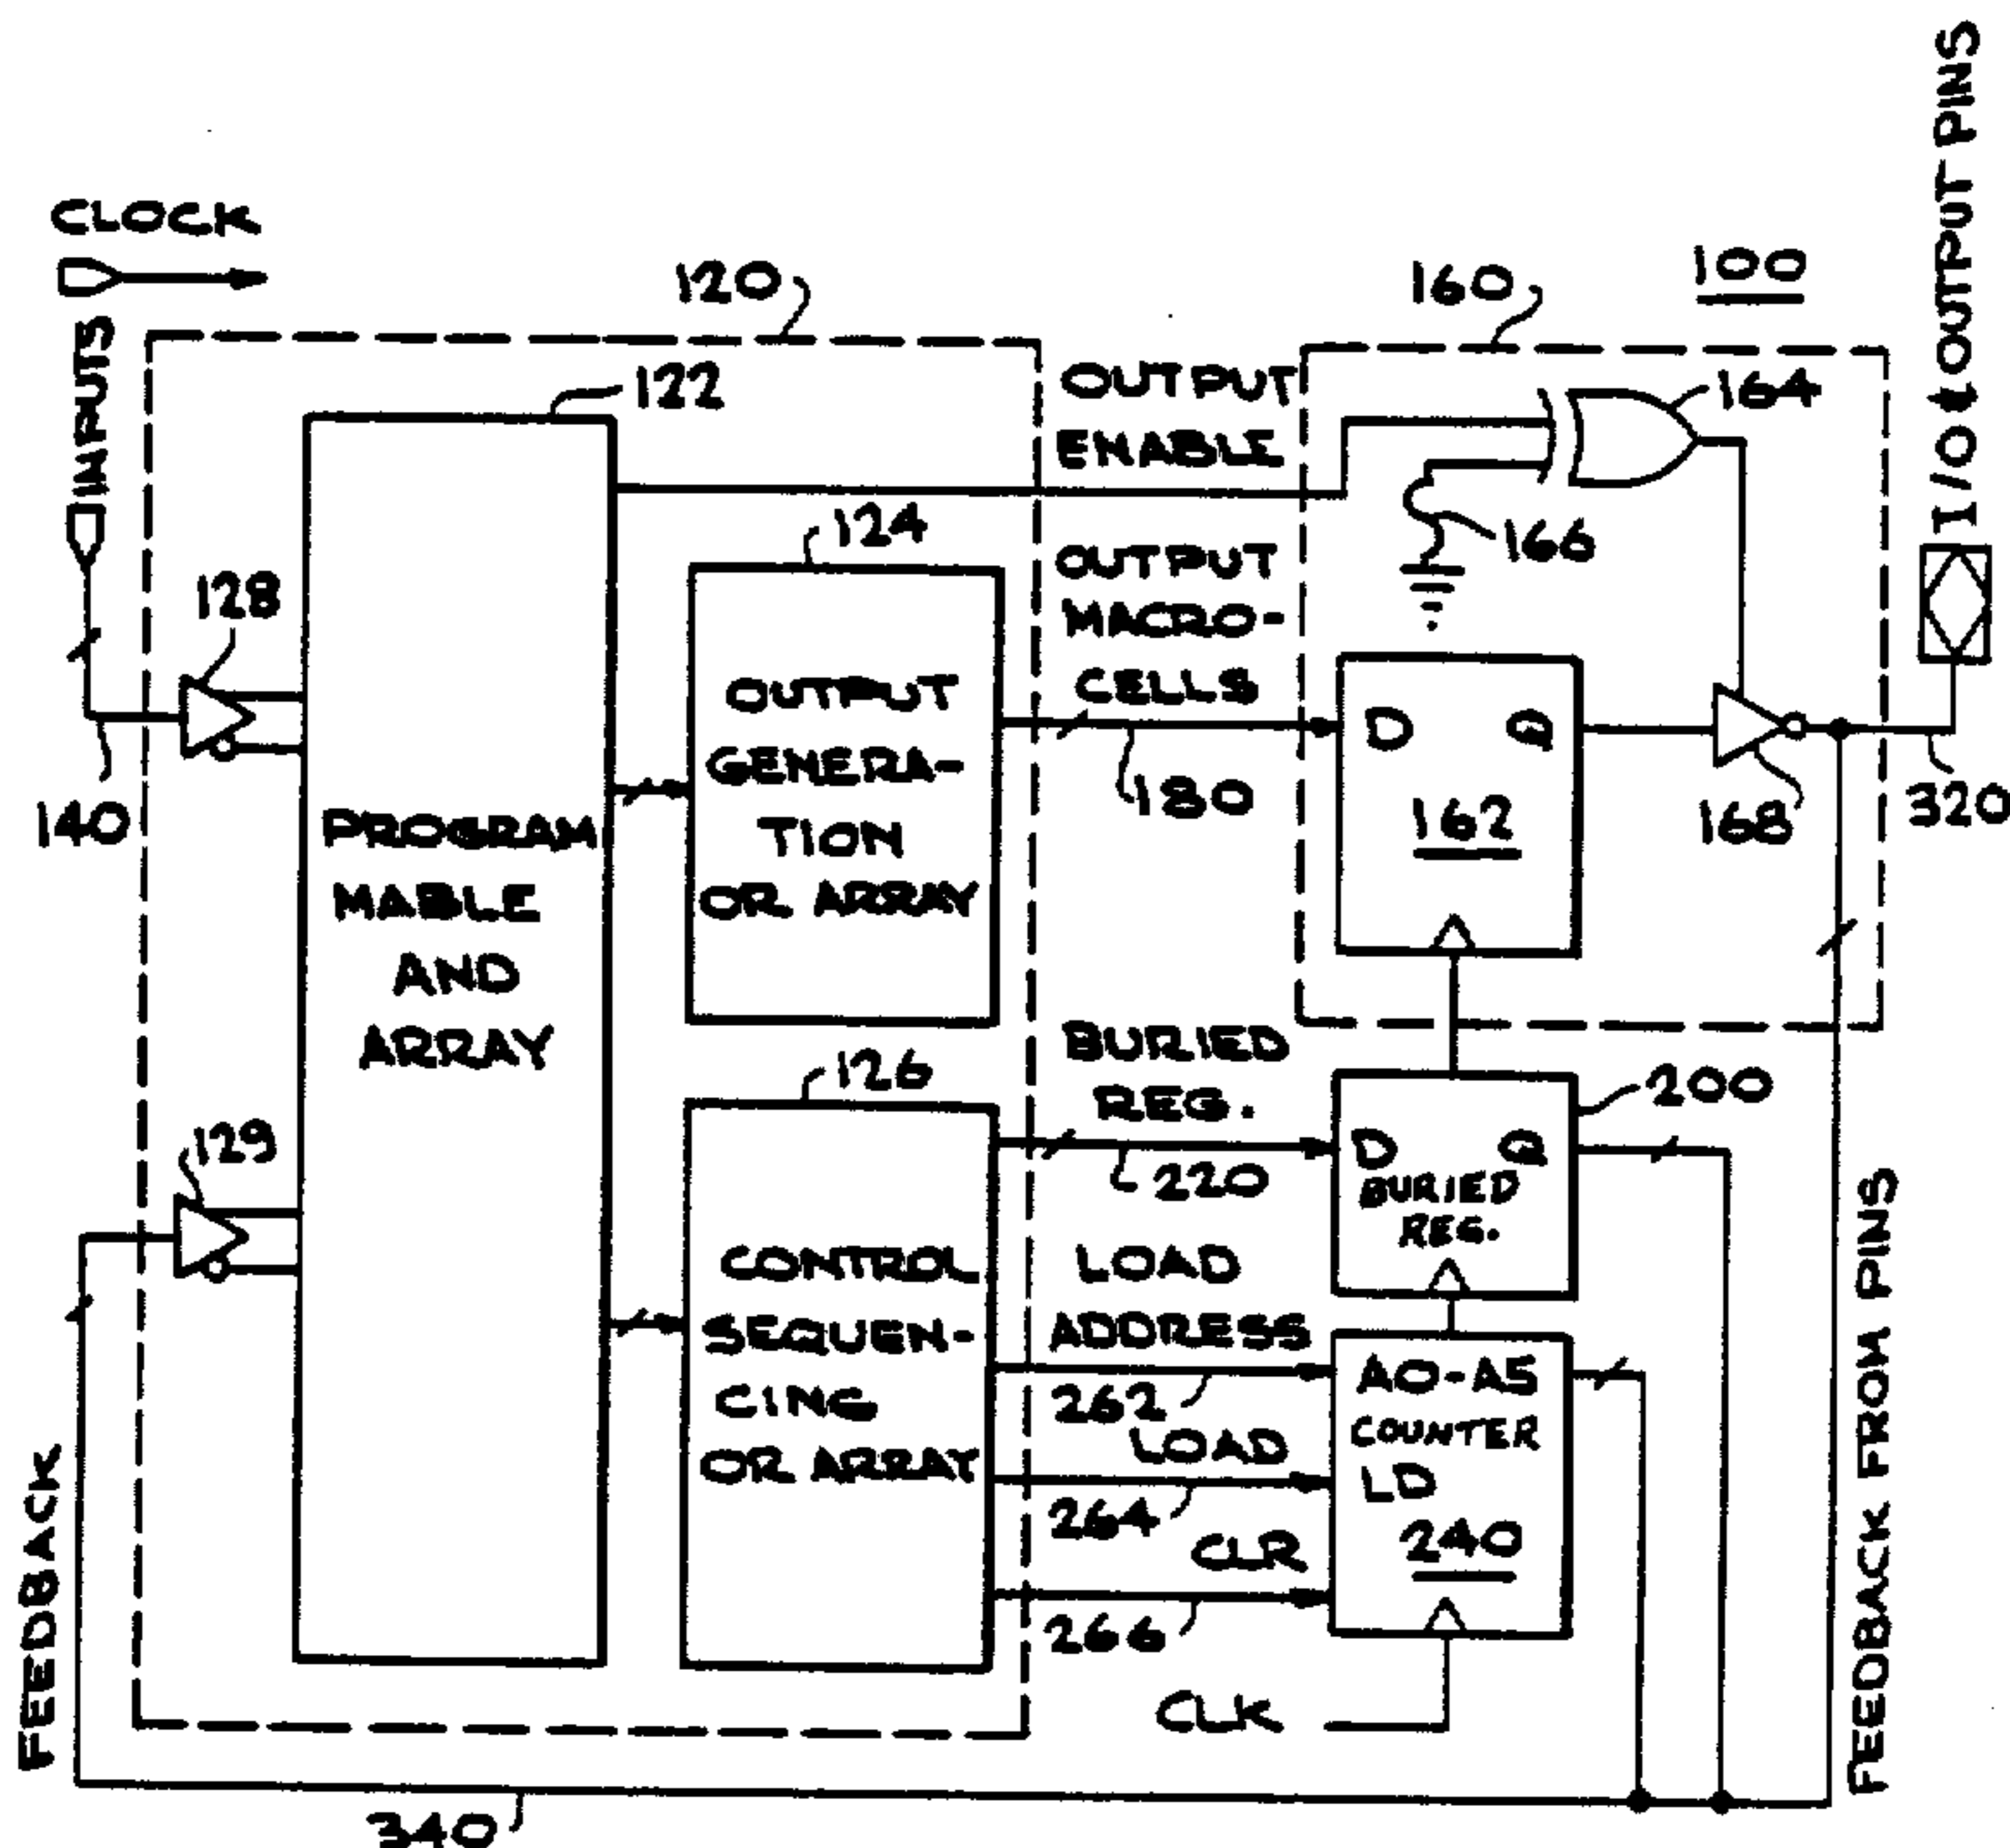 CLOCK
INPUTS
120
122
128
140
PROGRAM
MABLE
AND
ARRAY
129
FEEDBACK
340
124
OUTPUT
GENERA-
TION
OR ARRAY
126
CONTROL
SEQUEN-
CING
OR ARRAY
OUTPUT
ENABLE
OUTPUT
MACRO-
CELLS
180
BURIED
REG.
220
LOAD
ADDRESS
262
LOAD
264
CLR
266
CLK
160
100
164
166
D Q
162
168
320
I/O & OUTPUT PINS
200
D Q
BURIED
REG.
AO-A5
COUNTER
LD
240
FEEDBACK FROM PINS